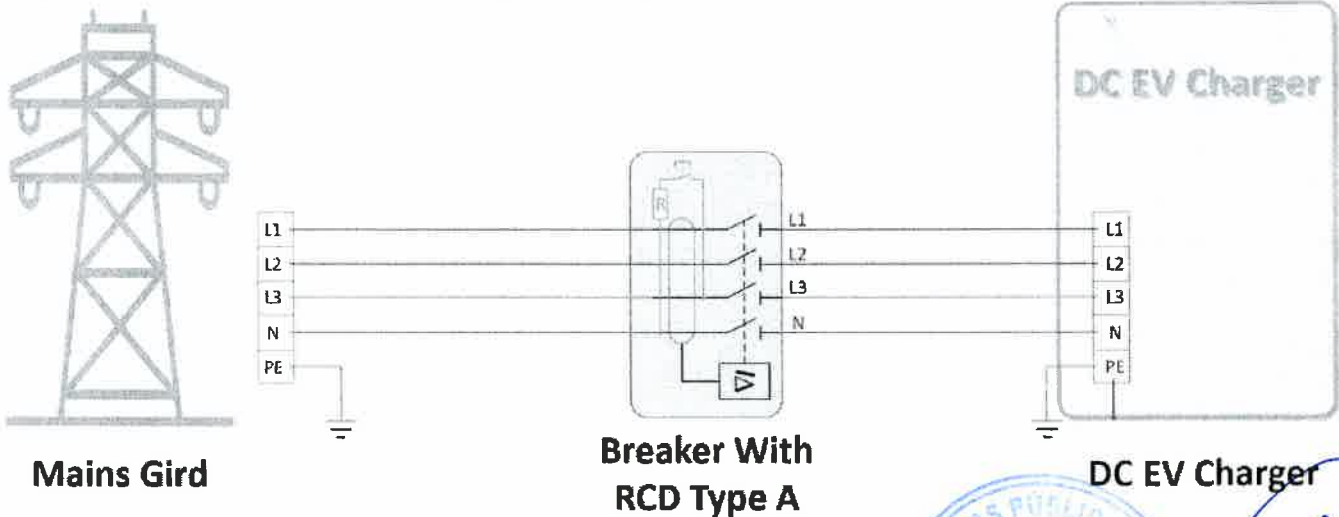 DC EV Charger
R
L1
L2
L3
N
PE
L1
L2
L3
N
L1
L2
L3
N
PE
Mains Gird
Breaker With
RCD Type A
DC EV Charger